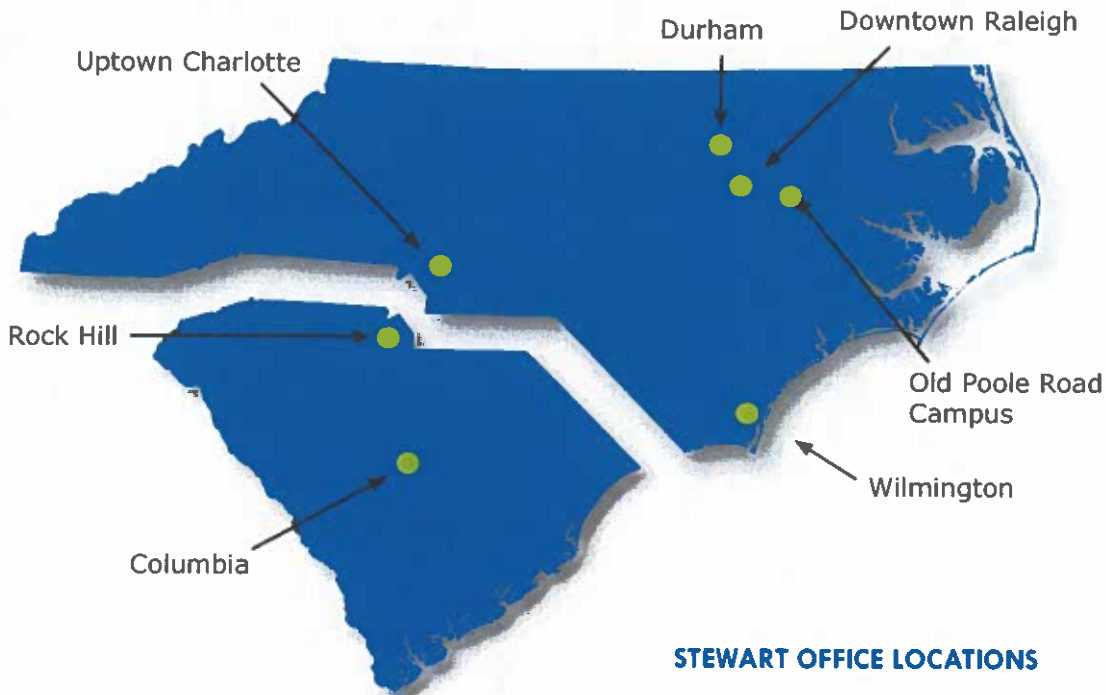 Durham
Downtown Raleigh
Uptown Charlotte
Rock Hill
Old Poole Road
Campus
Wilmington
Columbia
STEWART OFFICE LOCATIONS